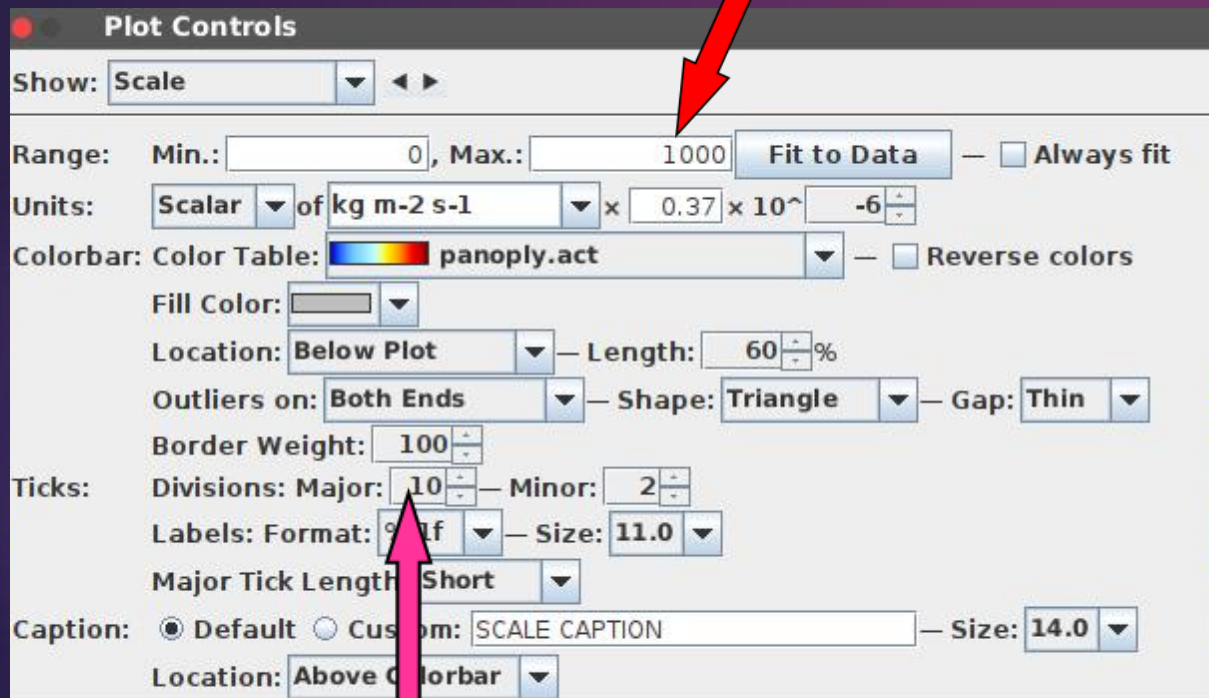 Plot Controls
Show: Scale
Range: Min.: 0, Max.: 1000 Fit to Data — Always fit
Units: Scalar of kg m-2 s-1 × 0.37 × 10^ -6
Colorbar: Color Table: panoply.act — Reverse colors
Fill Color:
Location: Below Plot — Length: 60 %
Outliers on: Both Ends — Shape: Triangle — Gap: Thin
Border Weight: 100
Ticks: Divisions: Major: 10 — Minor: 2
Labels: Format: — Size: 11.0
Major Tick Length Short
Caption: Default Custom: SCALE CAPTION — Size: 14.0
Location: Above Colorbar